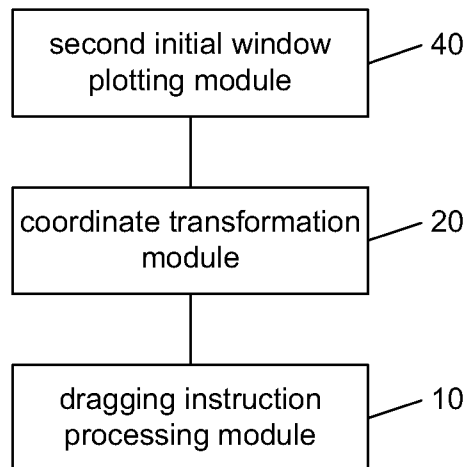 second initial window
plotting module
40
coordinate transformation
module
20
dragging instruction
processing module
10